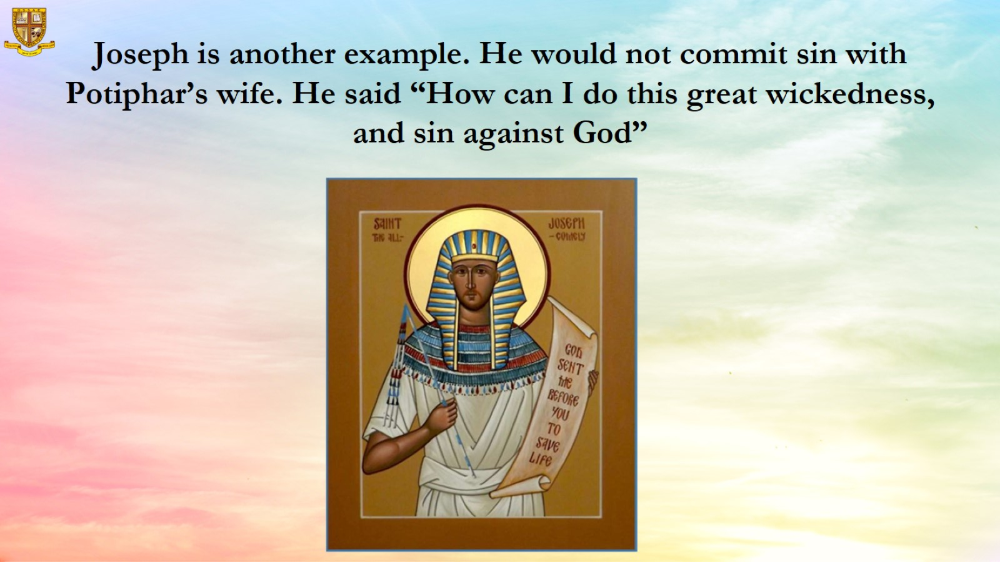 Joseph is another example. He would not commit sin with
Potiphar’s wife. He said “How can I do this great wickedness,
and sin against God”
SAINT JOSEPH
THE ALL- -COMELY
GOD
SENT
ME
BEFORE
YOU
TO
SAVE
LIFE